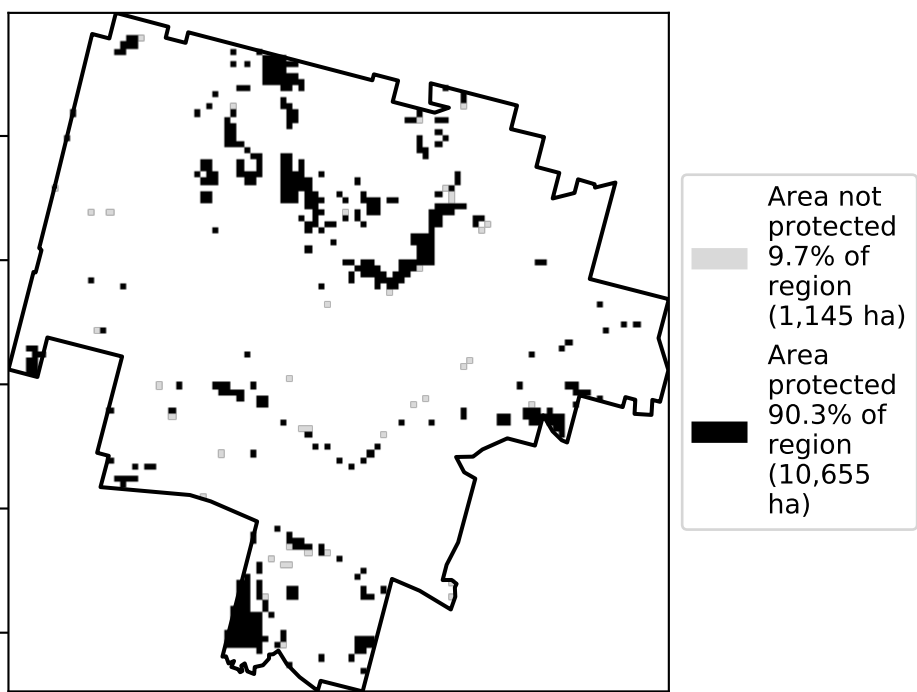 Area not
protected
9.7% of
region
(1,145 ha)
Area
protected
90.3% of
region
(10,655
ha)